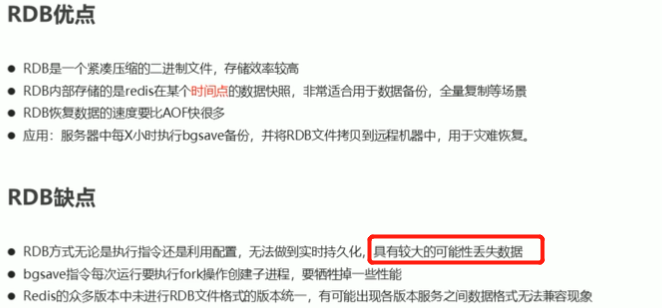 RDB优点
● RDB是一个紧凑压缩的二进制文件，存储效率较高
● RDB内部存储的是redis在某个时间点的数据快照，非常适合用于数据备份，全量复制等场景
● RDB恢复数据的速度要比AOF快很多
● 应用：服务器中每X小时执行bgsave备份，并将RDB文件拷贝到远程机器中，用于灾难恢复。
RDB缺点
● RDB方式无论是执行指令还是利用配置，无法做到实时持久化，具有较大的可能性丢失数据
● bgsave指令每次运行要执行fork操作创建子进程，要牺牲掉一些性能
● Redis的众多版本中未进行RDB文件格式的版本统一，有可能出现各版本服务之间数据格式无法兼容现象